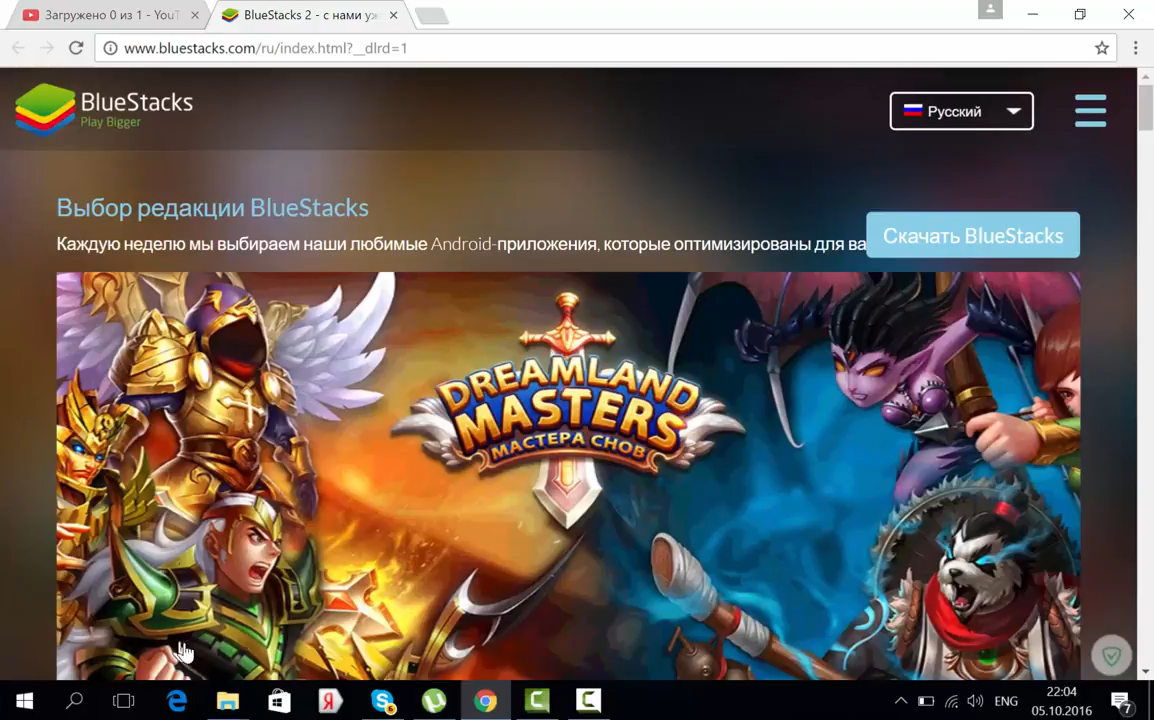 Загружено 0 из 1 - YouT
BlueStacks 2 - с нами уж
www.bluestacks.com/ru/index.html?__dlrd=1
BlueStacks
Play Bigger
Русский
Выбор редакции BlueStacks
Каждую неделю мы выбираем наши любимые Android-приложения, которые оптимизированы для ва
Скачать BlueStacks
DREAMLAND
MASTERS
МАСТЕРА СНОВ
ENG
22:04
05.10.2016
6
7